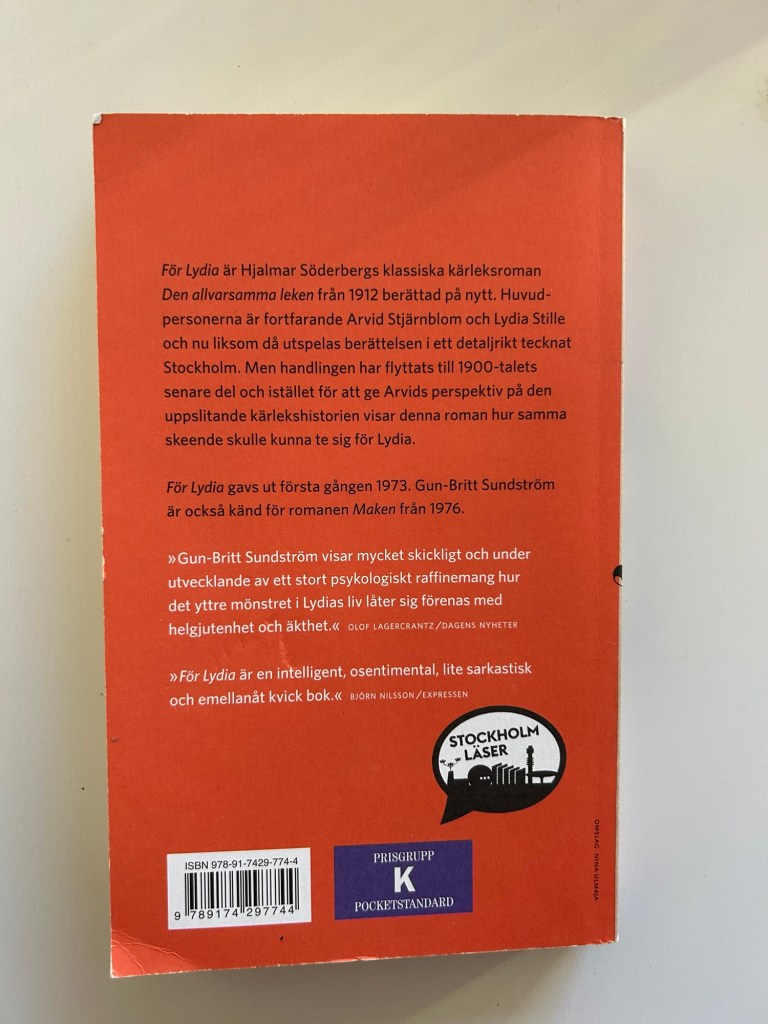 För Lydia är Hjalmar Söderbergs klassiska kärleksroman
Den allvarsamma leken från 1912 berättad på nytt. Huvud-
personerna är fortfarande Arvid Stjärnblom och Lydia Stille
och nu liksom då utspelas berättelsen i ett detaljrikt tecknat
Stockholm. Men handlingen har flyttats till 1900-talets
senare del och istället för att ge Arvids perspektiv på den
uppslitande kärlekshistorien visar denna roman hur samma
skeende skulle kunna te sig för Lydia.
För Lydia gavs ut första gången 1973. Gun-Britt Sundström
är också känd för romanen Maken från 1976.
»Gun-Britt Sundström visar mycket skickligt och under
utvecklande av ett stort psykologiskt raffinemang hur
det yttre mönstret i Lydias liv låter sig förenas med
helgjutenhet och äkthet.« OLOF LAGERCRANTZ/DAGENS NYHETER
»För Lydia är en intelligent, osentimental, lite sarkastisk
och emellanåt kvick bok.« BJÖRN NILSSON/EXPRESSEN
STOCKHOLM
LÄSER
OMSLAG NINA ULMAJA
ISBN 978-91-7429-774-4
9 789174 297744
PRISGRUPP
K
POCKETSTANDARD